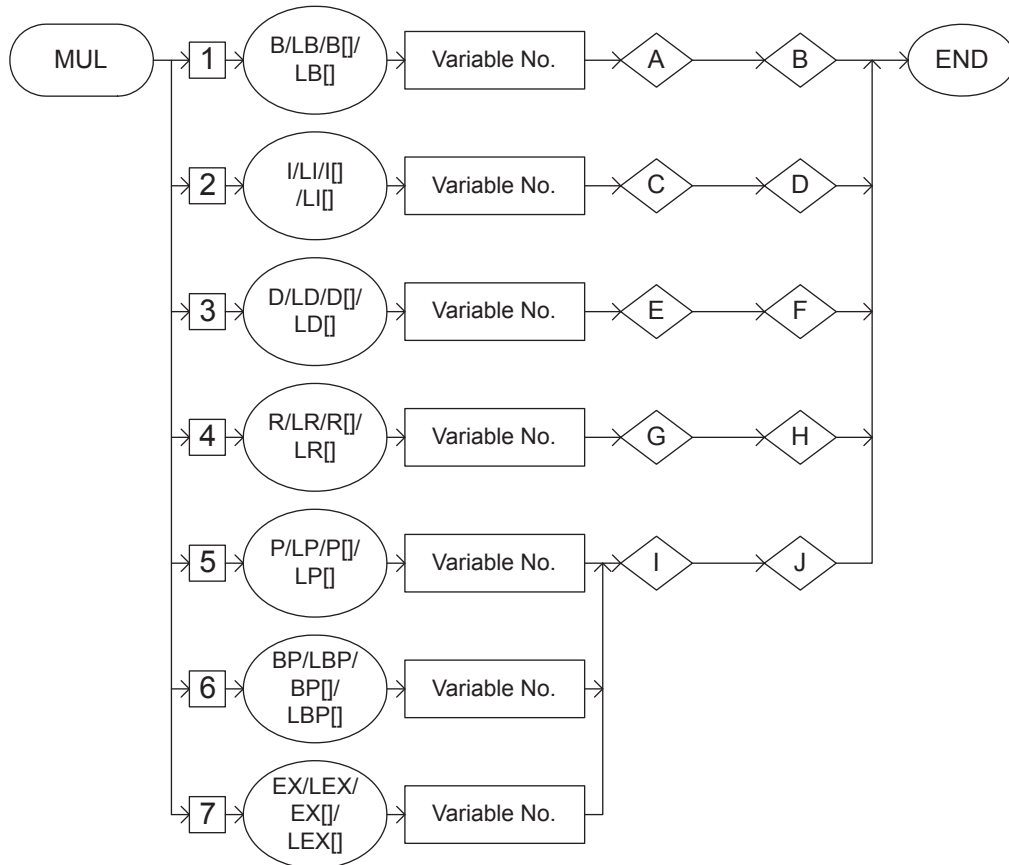 MUL
1
B/LB/B[]/
LB[]
Variable No.
A
B
END
2
I/LI/I[]
/LI[]
Variable No.
C
D
3
D/LD/D[]/
LD[]
Variable No.
E
F
4
R/LR/R[]/
LR[]
Variable No.
G
H
5
P/LP/P[]/
LP[]
Variable No.
I
J
6
BP/LBP/
BP[]/
LBP[]
Variable No.
7
EX/LEX/
EX[]/
LEX[]
Variable No.